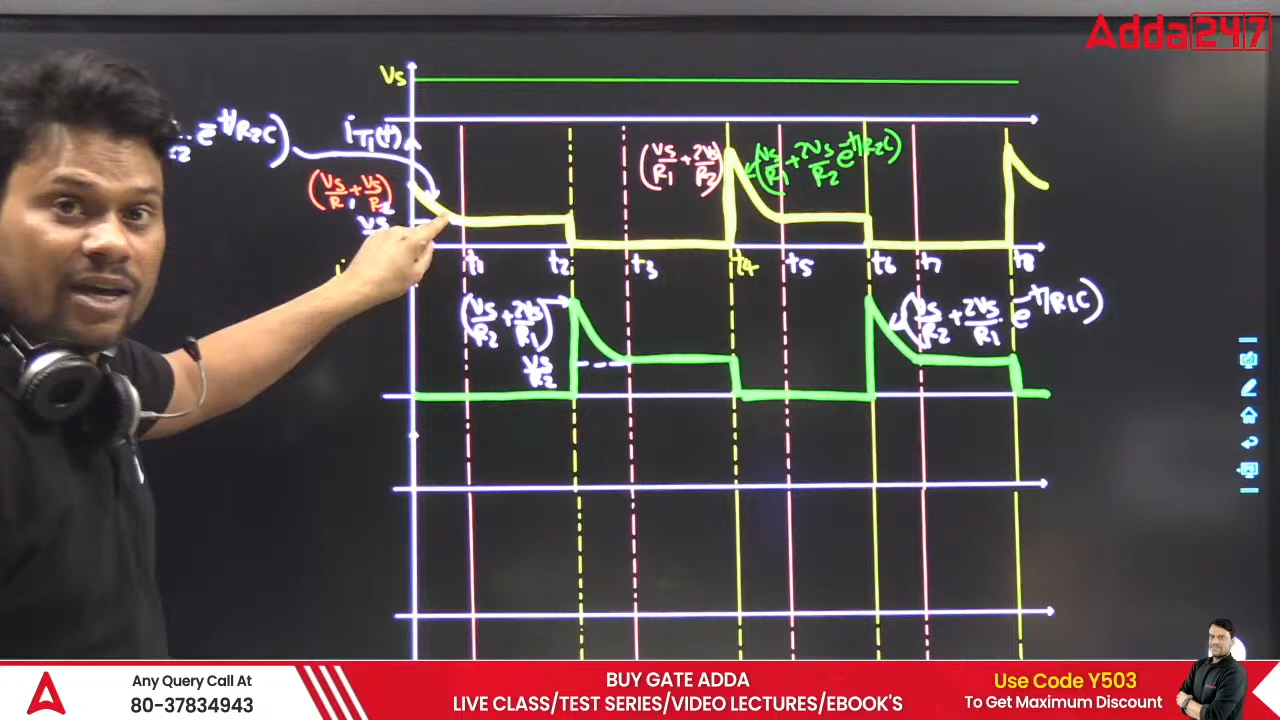 Adda247
Vs
e^-t/R2C)
iT1(t)
(Vs/R1 + Vs/R2)
Vs
(Vs/R1 + 2Vs/R2)
(Vs/R1 + 2Vs/R2 e^-t/R2C)
t1 t2 t3 t4 t5 t6 t7 t8
(Vs/R2 + 2Vs/R1)
Vs/R2
(Vs/R2 + 2Vs/R1 e^-t/R1C)
Any Query Call At
80-37834943
BUY GATE ADDA
LIVE CLASS/TEST SERIES/VIDEO LECTURES/EBOOK'S
Use Code Y503
To Get Maximum Discount